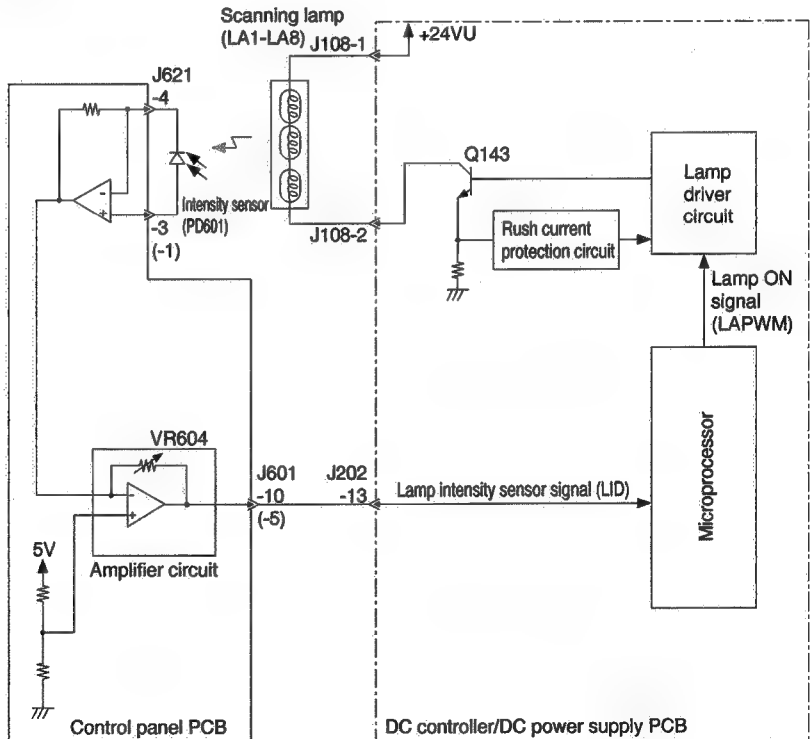 Scanning lamp
(LA1-LA8)
J108-1
+24VU
J621
-4
Q143
Lamp
driver
circuit
Intensity sensor
(PD601)
-3
(-1)
J108-2
Rush current
protection circuit
Lamp ON
signal
(LAPWM)
VR604
J601
J202
-10
-13
(-5)
Lamp intensity sensor signal (LID)
Microprocessor
-
+
-
+
5V
Amplifier circuit
Control panel PCB
DC controller/DC power supply PCB